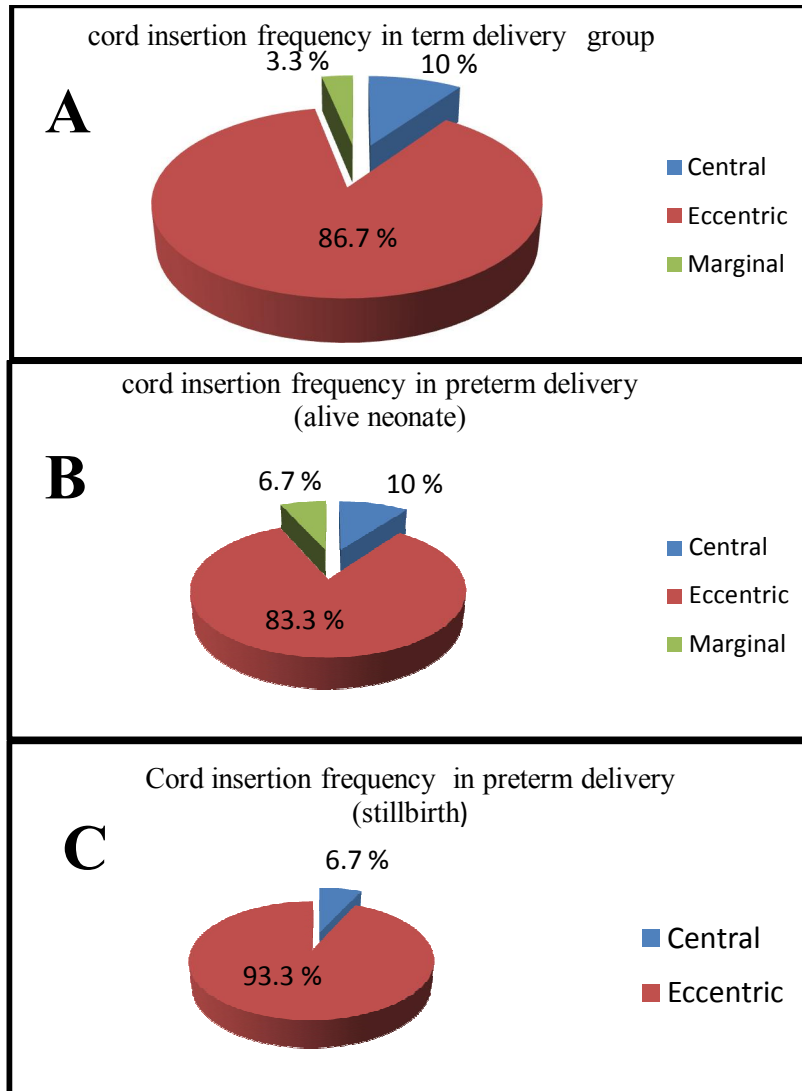 cord insertion frequency in term delivery group
3.3 %
10 %
A
86.7 %
Central
Eccentric
Marginal
cord insertion frequency in preterm delivery
(alive neonate)
B
6.7 %
10 %
83.3 %
Central
Eccentric
Marginal
Cord insertion frequency in preterm delivery
(stillbirth)
C
6.7 %
93.3 %
Central
Eccentric